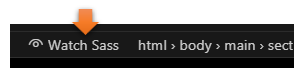 Watch Sass html › body › main › sect